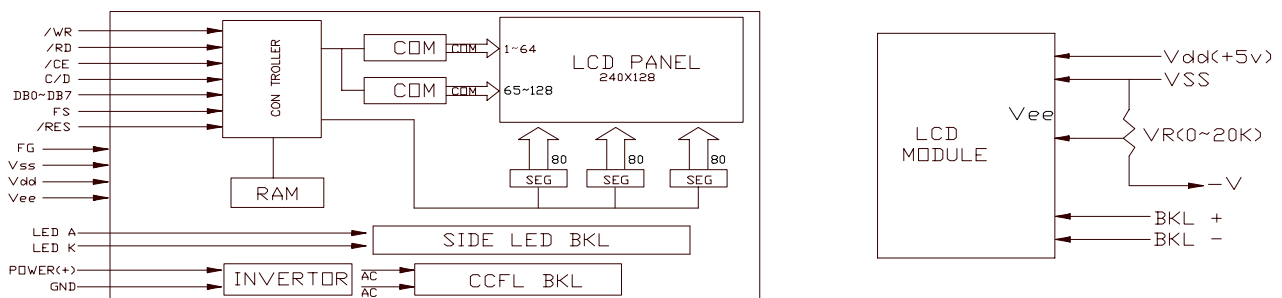 /WR
/RD
/CE
C/D
DB0~DB7
FS
/RES
FG
Vss
Vdd
Vee
LED A
LED K
POWER(+)
GND
CON TROLLER
RAM
COM
COM
1~64
COM
COM
65~128
LCD PANEL
240X128
80
80
80
SEG
SEG
SEG
SIDE LED BKL
INVERTOR
AC
AC
CCFL BKL
LCD
MODULE
Vee
Vdd(+5v)
VSS
VR(0~20K)
-V
BKL +
BKL -